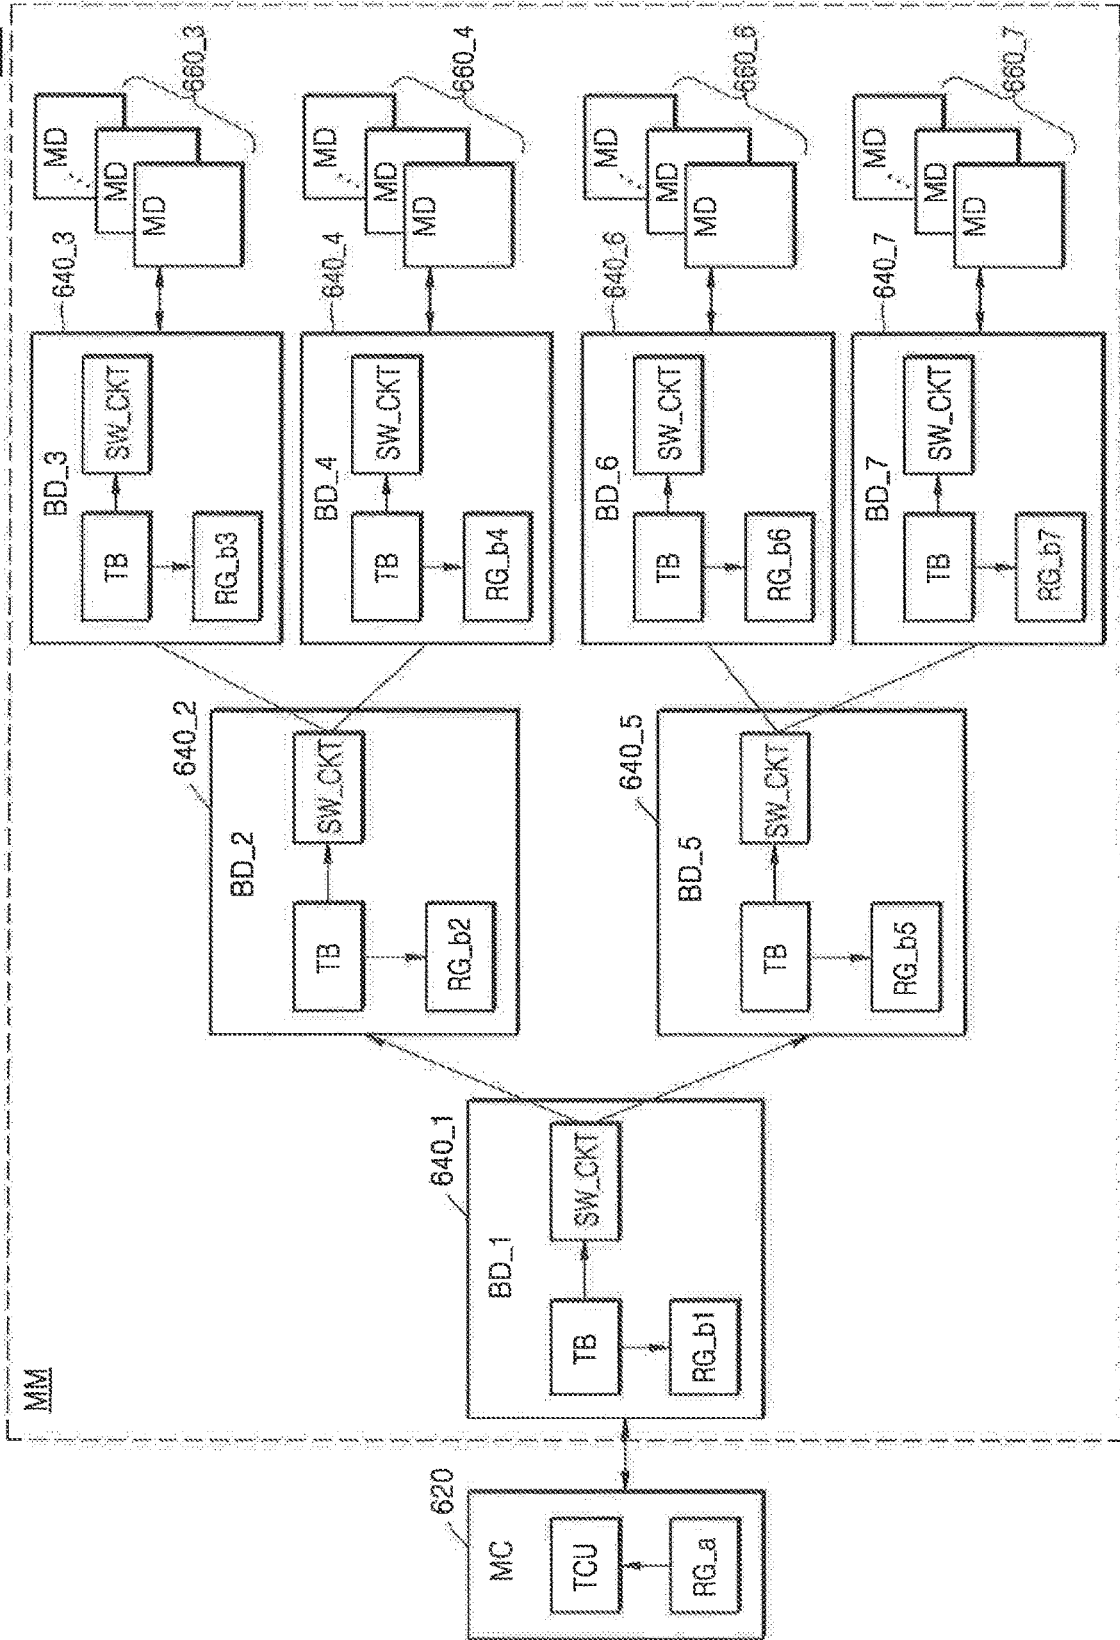 MM
620
MC
TCU
RG_a
640_1
BD_1
TB
SW_CKT
RG_b1
640_2
BD_2
TB
SW_CKT
RG_b2
640_5
BD_5
TB
SW_CKT
RG_b5
640_3
BD_3
TB
SW_CKT
RG_b3
MD
MD
MD
660_3
640_4
BD_4
TB
SW_CKT
RG_b4
MD
MD
MD
660_4
640_6
BD_6
TB
SW_CKT
RG_b6
MD
MD
MD
660_6
640_7
BD_7
TB
SW_CKT
RG_b7
MD
MD
MD
660_7